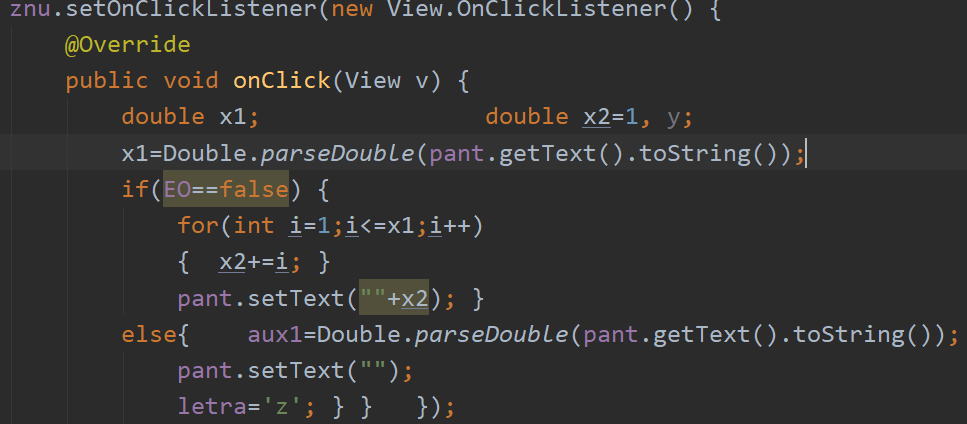 znu.setOnClickListener(new View.OnClickListener() {
@Override
public void onClick(View v) {
double x1; double x2=1, y;
x1=Double.parseDouble(pant.getText().toString());
if(EO==false) {
for(int i=1;i<=x1;i++)
{ x2+=i; }
pant.setText(""+x2); }
else{ aux1=Double.parseDouble(pant.getText().toString());
pant.setText("");
letra='z'; } } });